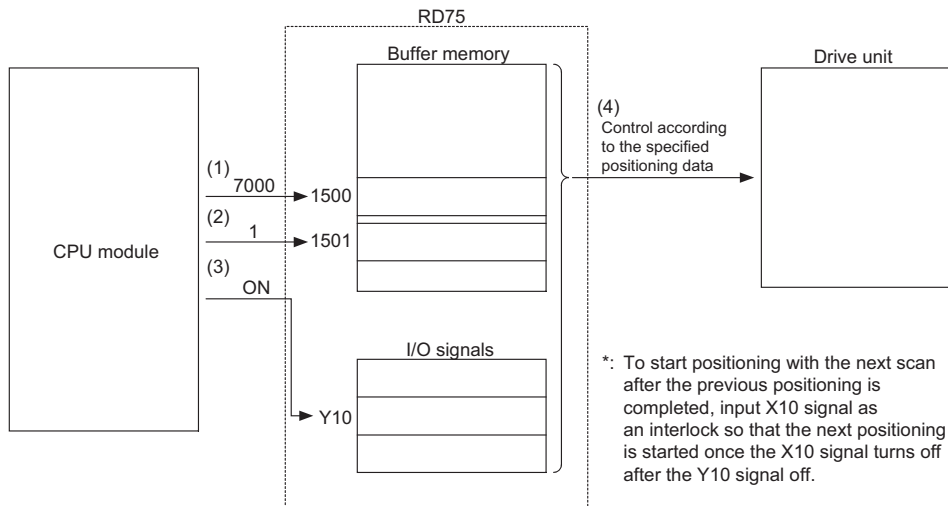 RD75
Buffer memory
Drive unit
(4)
Control according
to the specified
positioning data
(1)
7000
1500
(2)
1
1501
CPU module
(3)
ON
I/O signals
Y10
*: To start positioning with the next scan
after the previous positioning is
completed, input X10 signal as
an interlock so that the next positioning
is started once the X10 signal turns off
after the Y10 signal off.